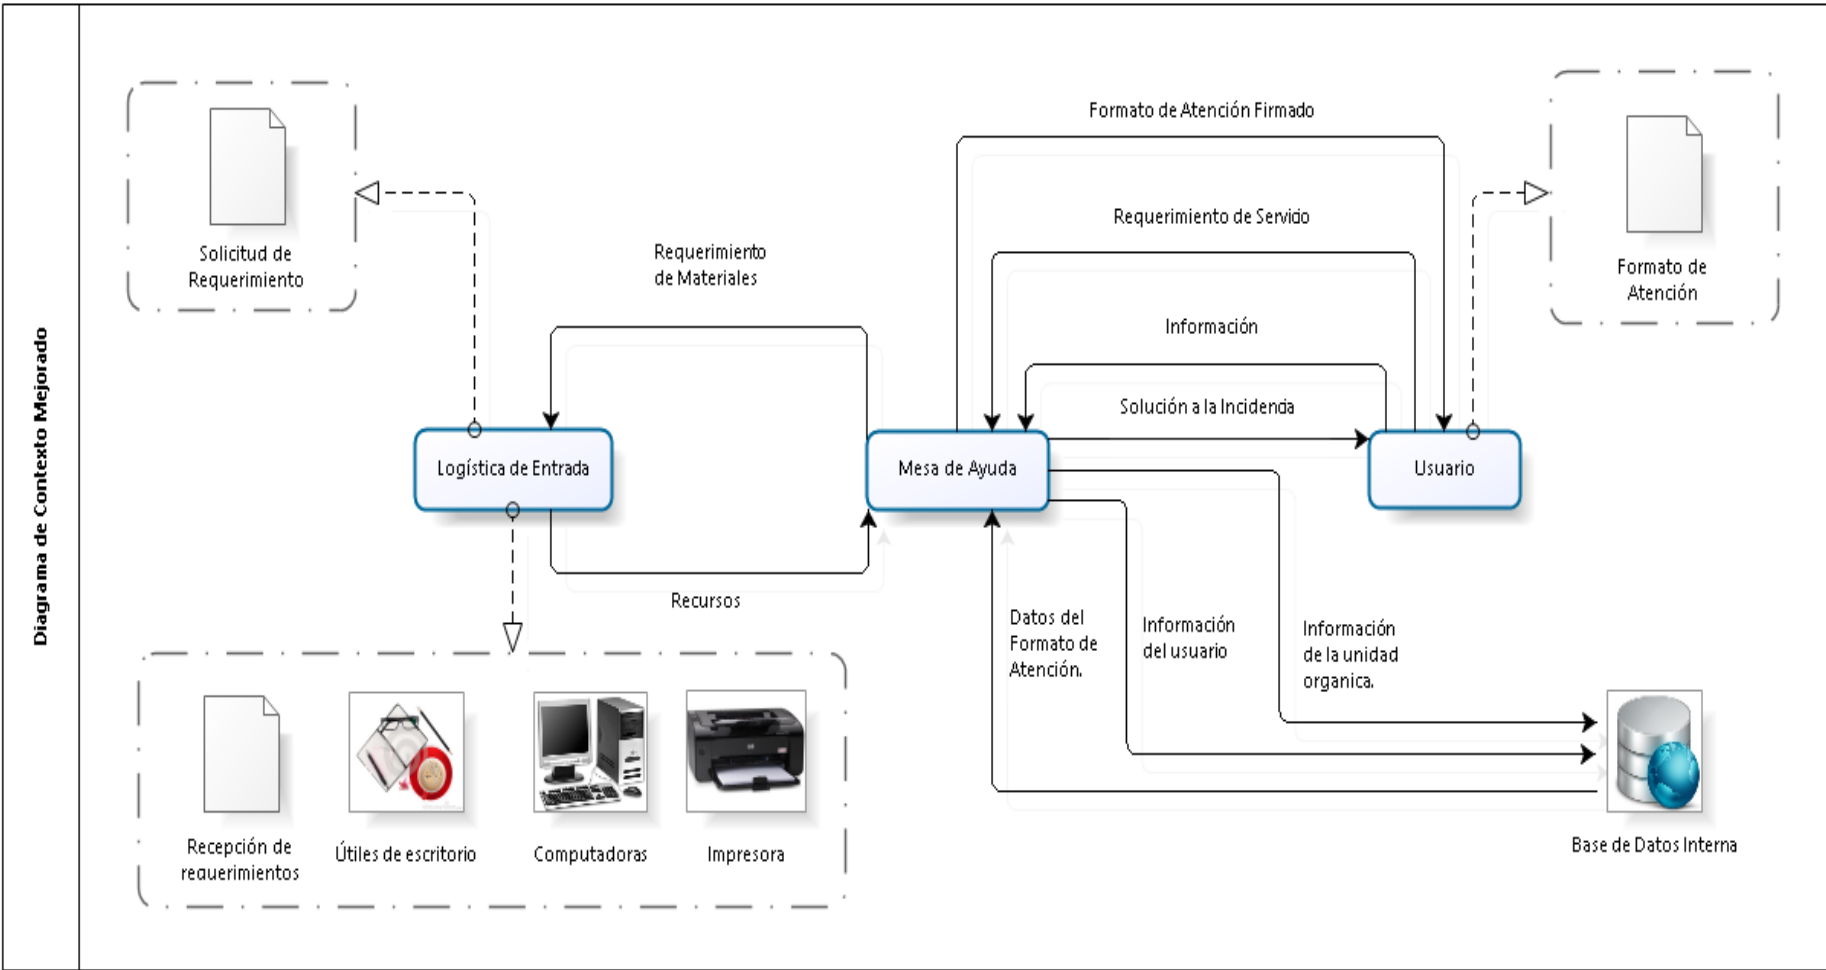 Diagrama de Contexto Mejorado
Solicitud de
Requerimiento
Requerimiento
de Materiales
Formato de Atención Firmado
Requerimiento de Servicio
Información
Solución a la Incidencia
Formato de
Atención
Logística de Entrada
Mesa de Ayuda
Usuario
Recursos
Datos del
Formato de
Atención.
Información
del usuario
Información
de la unidad
organica.
Recepción de
requerimientos
Útiles de escritorio
Computadoras
Impresora
Base de Datos Interna